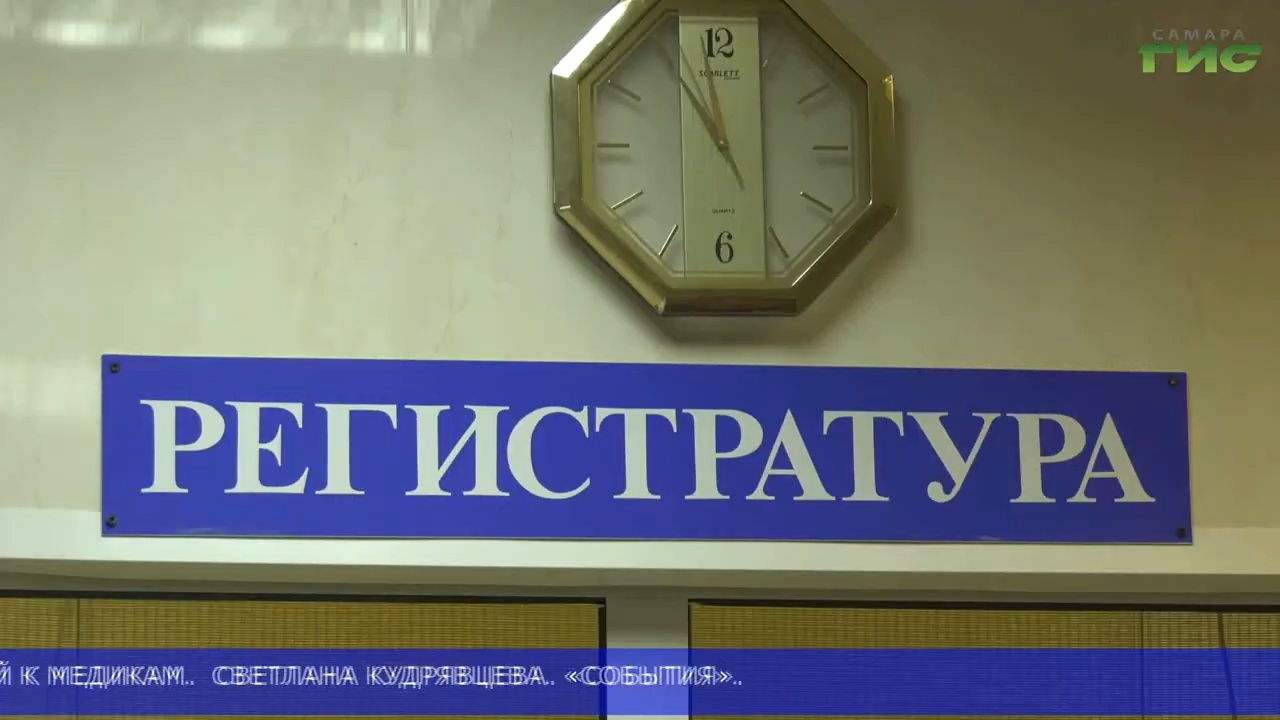 САМАРА
ГИС
12
SCARLETT
QUARTZ
6
РЕГИСТРАТУРА
Й К МЕДИКАМ.. СВЕТЛАНА КУДРЯВЦЕВА.. «СОБЫТИЯ»..